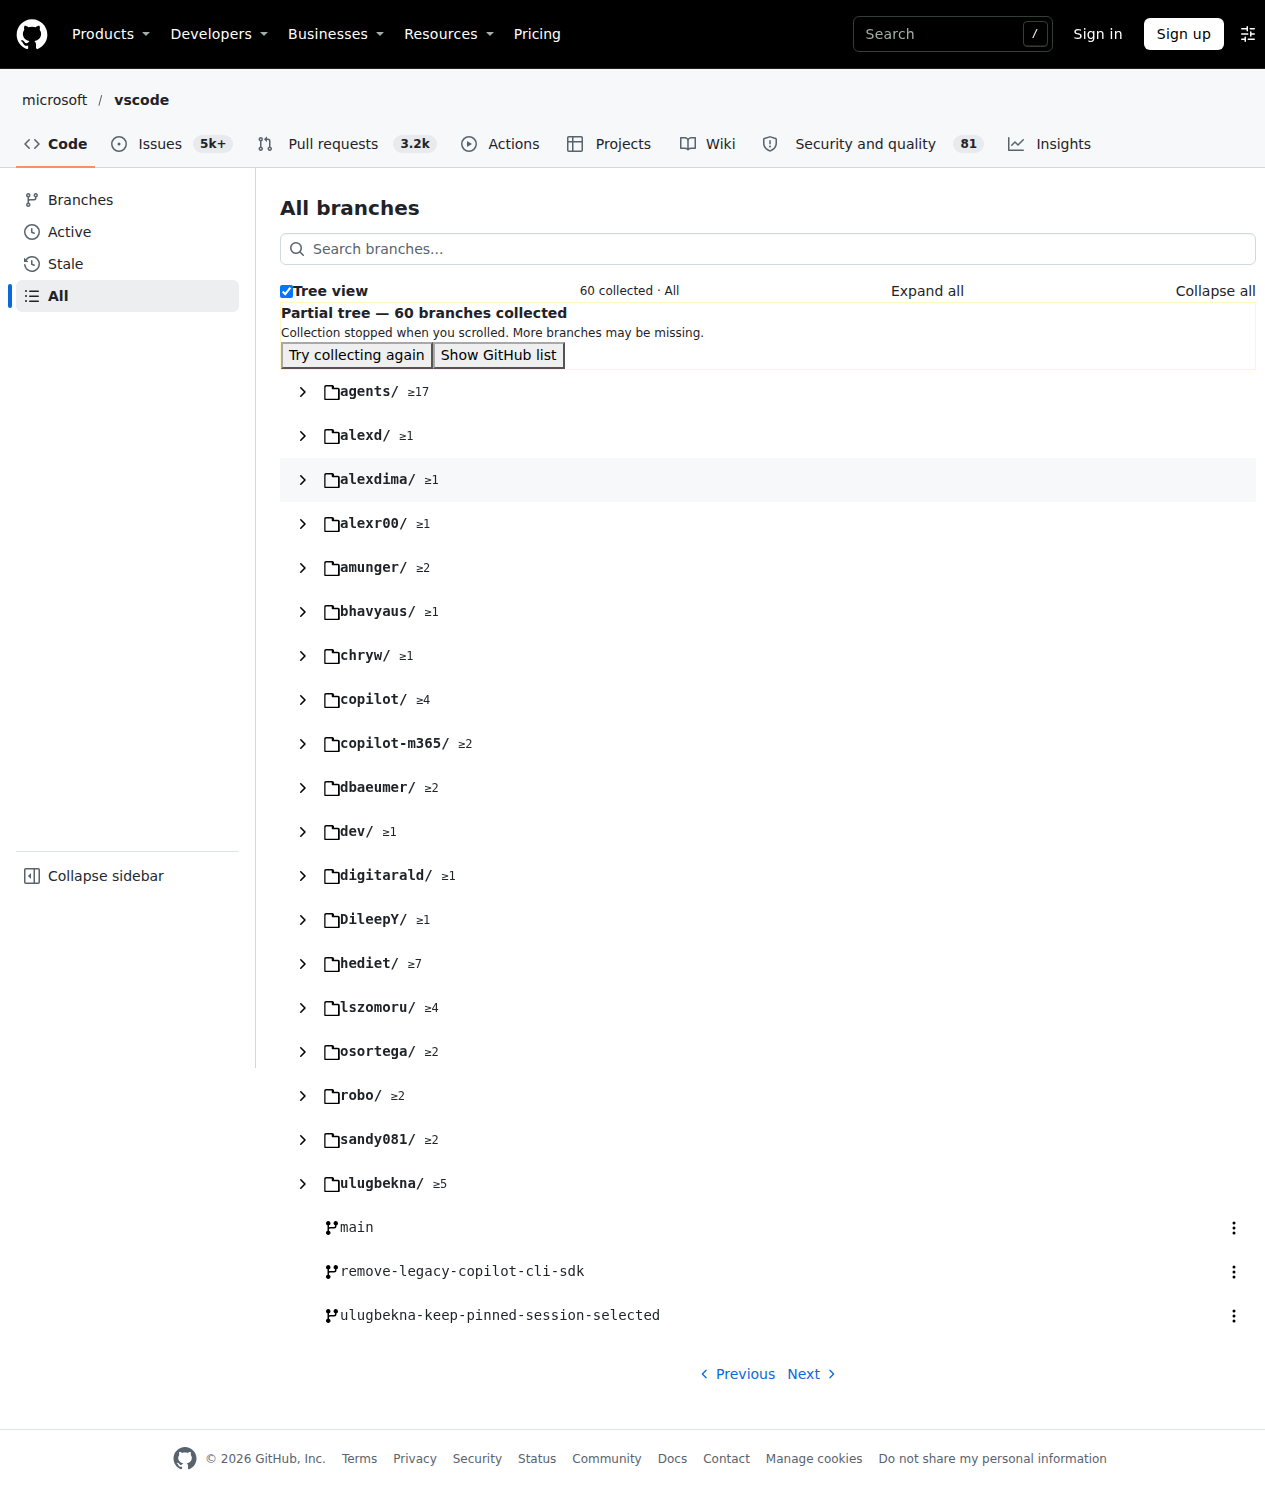 Products Developers Businesses Resources Pricing Search / Sign in Sign up
microsoft / vscode
Code Issues 5k+ Pull requests 3.2k Actions Projects Wiki Security and quality 81 Insights
Branches
Active
Stale
All
Collapse sidebar
All branches
Search branches...
Tree view 60 collected · All Expand all Collapse all
Partial tree — 60 branches collected
Collection stopped when you scrolled. More branches may be missing.
Try collecting again Show GitHub list
agents/ ≥17
alexd/ ≥1
alexdima/ ≥1
alexr00/ ≥1
amunger/ ≥2
bhavyaus/ ≥1
chryw/ ≥1
copilot/ ≥4
copilot-m365/ ≥2
dbaeumer/ ≥2
dev/ ≥1
digitarald/ ≥1
DileepY/ ≥1
hediet/ ≥7
lszomoru/ ≥4
osortega/ ≥2
robo/ ≥2
sandy081/ ≥2
ulugbekna/ ≥5
main
remove-legacy-copilot-cli-sdk
ulugbekna-keep-pinned-session-selected
Previous Next
© 2026 GitHub, Inc. Terms Privacy Security Status Community Docs Contact Manage cookies Do not share my personal information